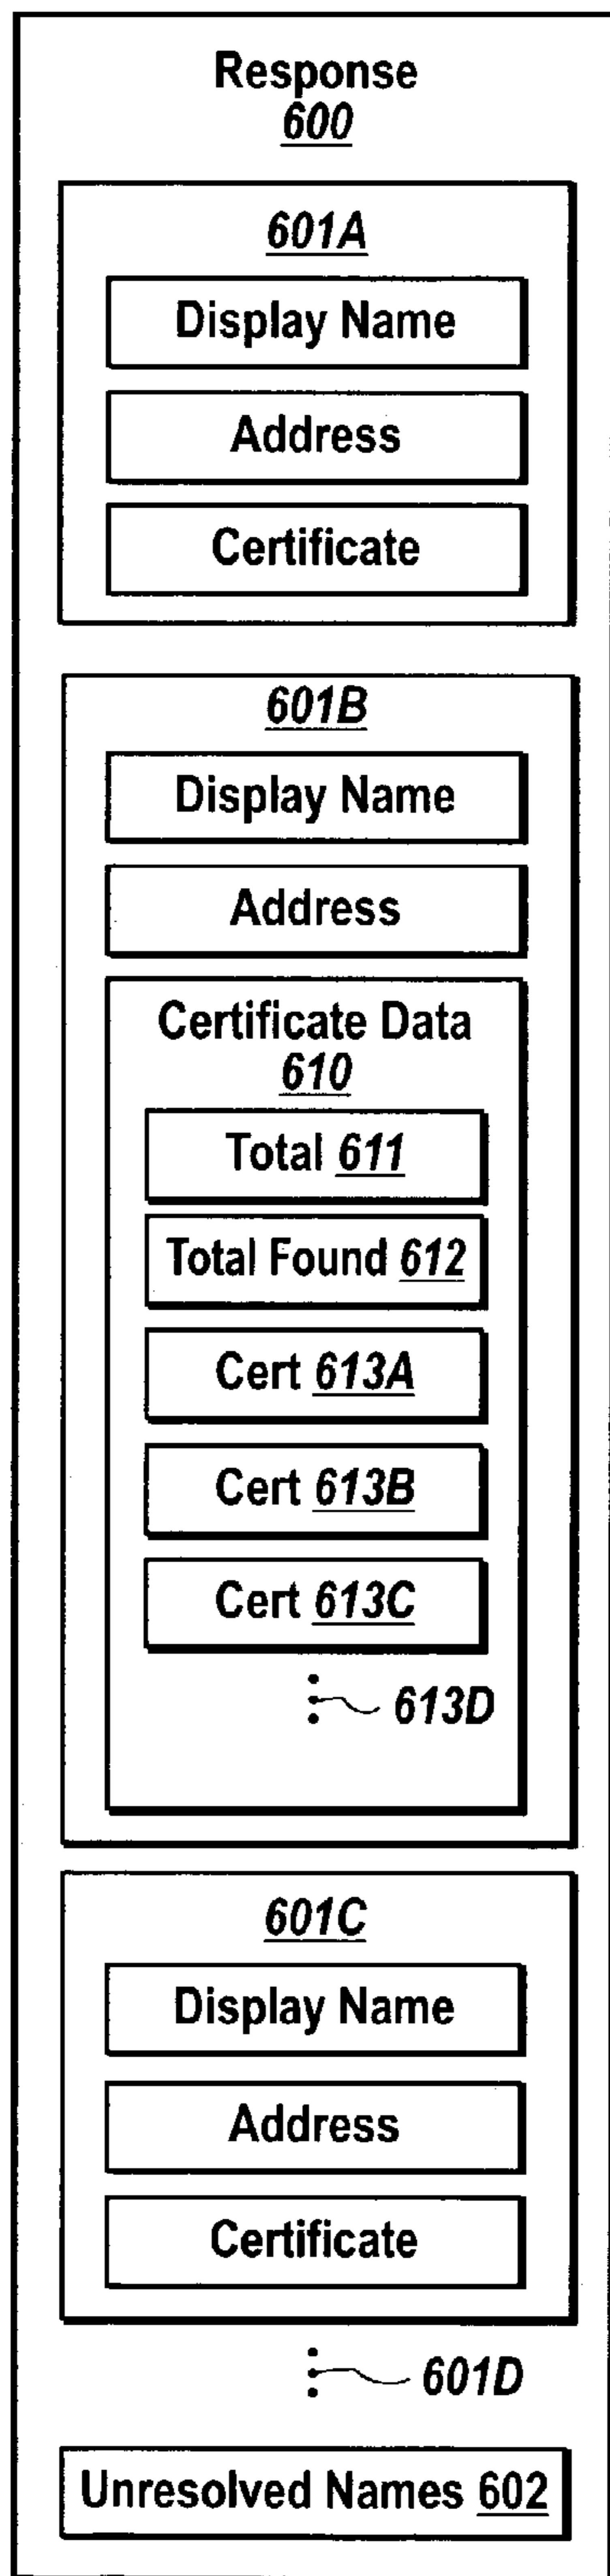 Response
600
601A
Display Name
Address
Certificate
601B
Display Name
Address
Certificate Data
610
Total 611
Total Found 612
Cert 613A
Cert 613B
Cert 613C
613D
601C
Display Name
Address
Certificate
601D
Unresolved Names 602